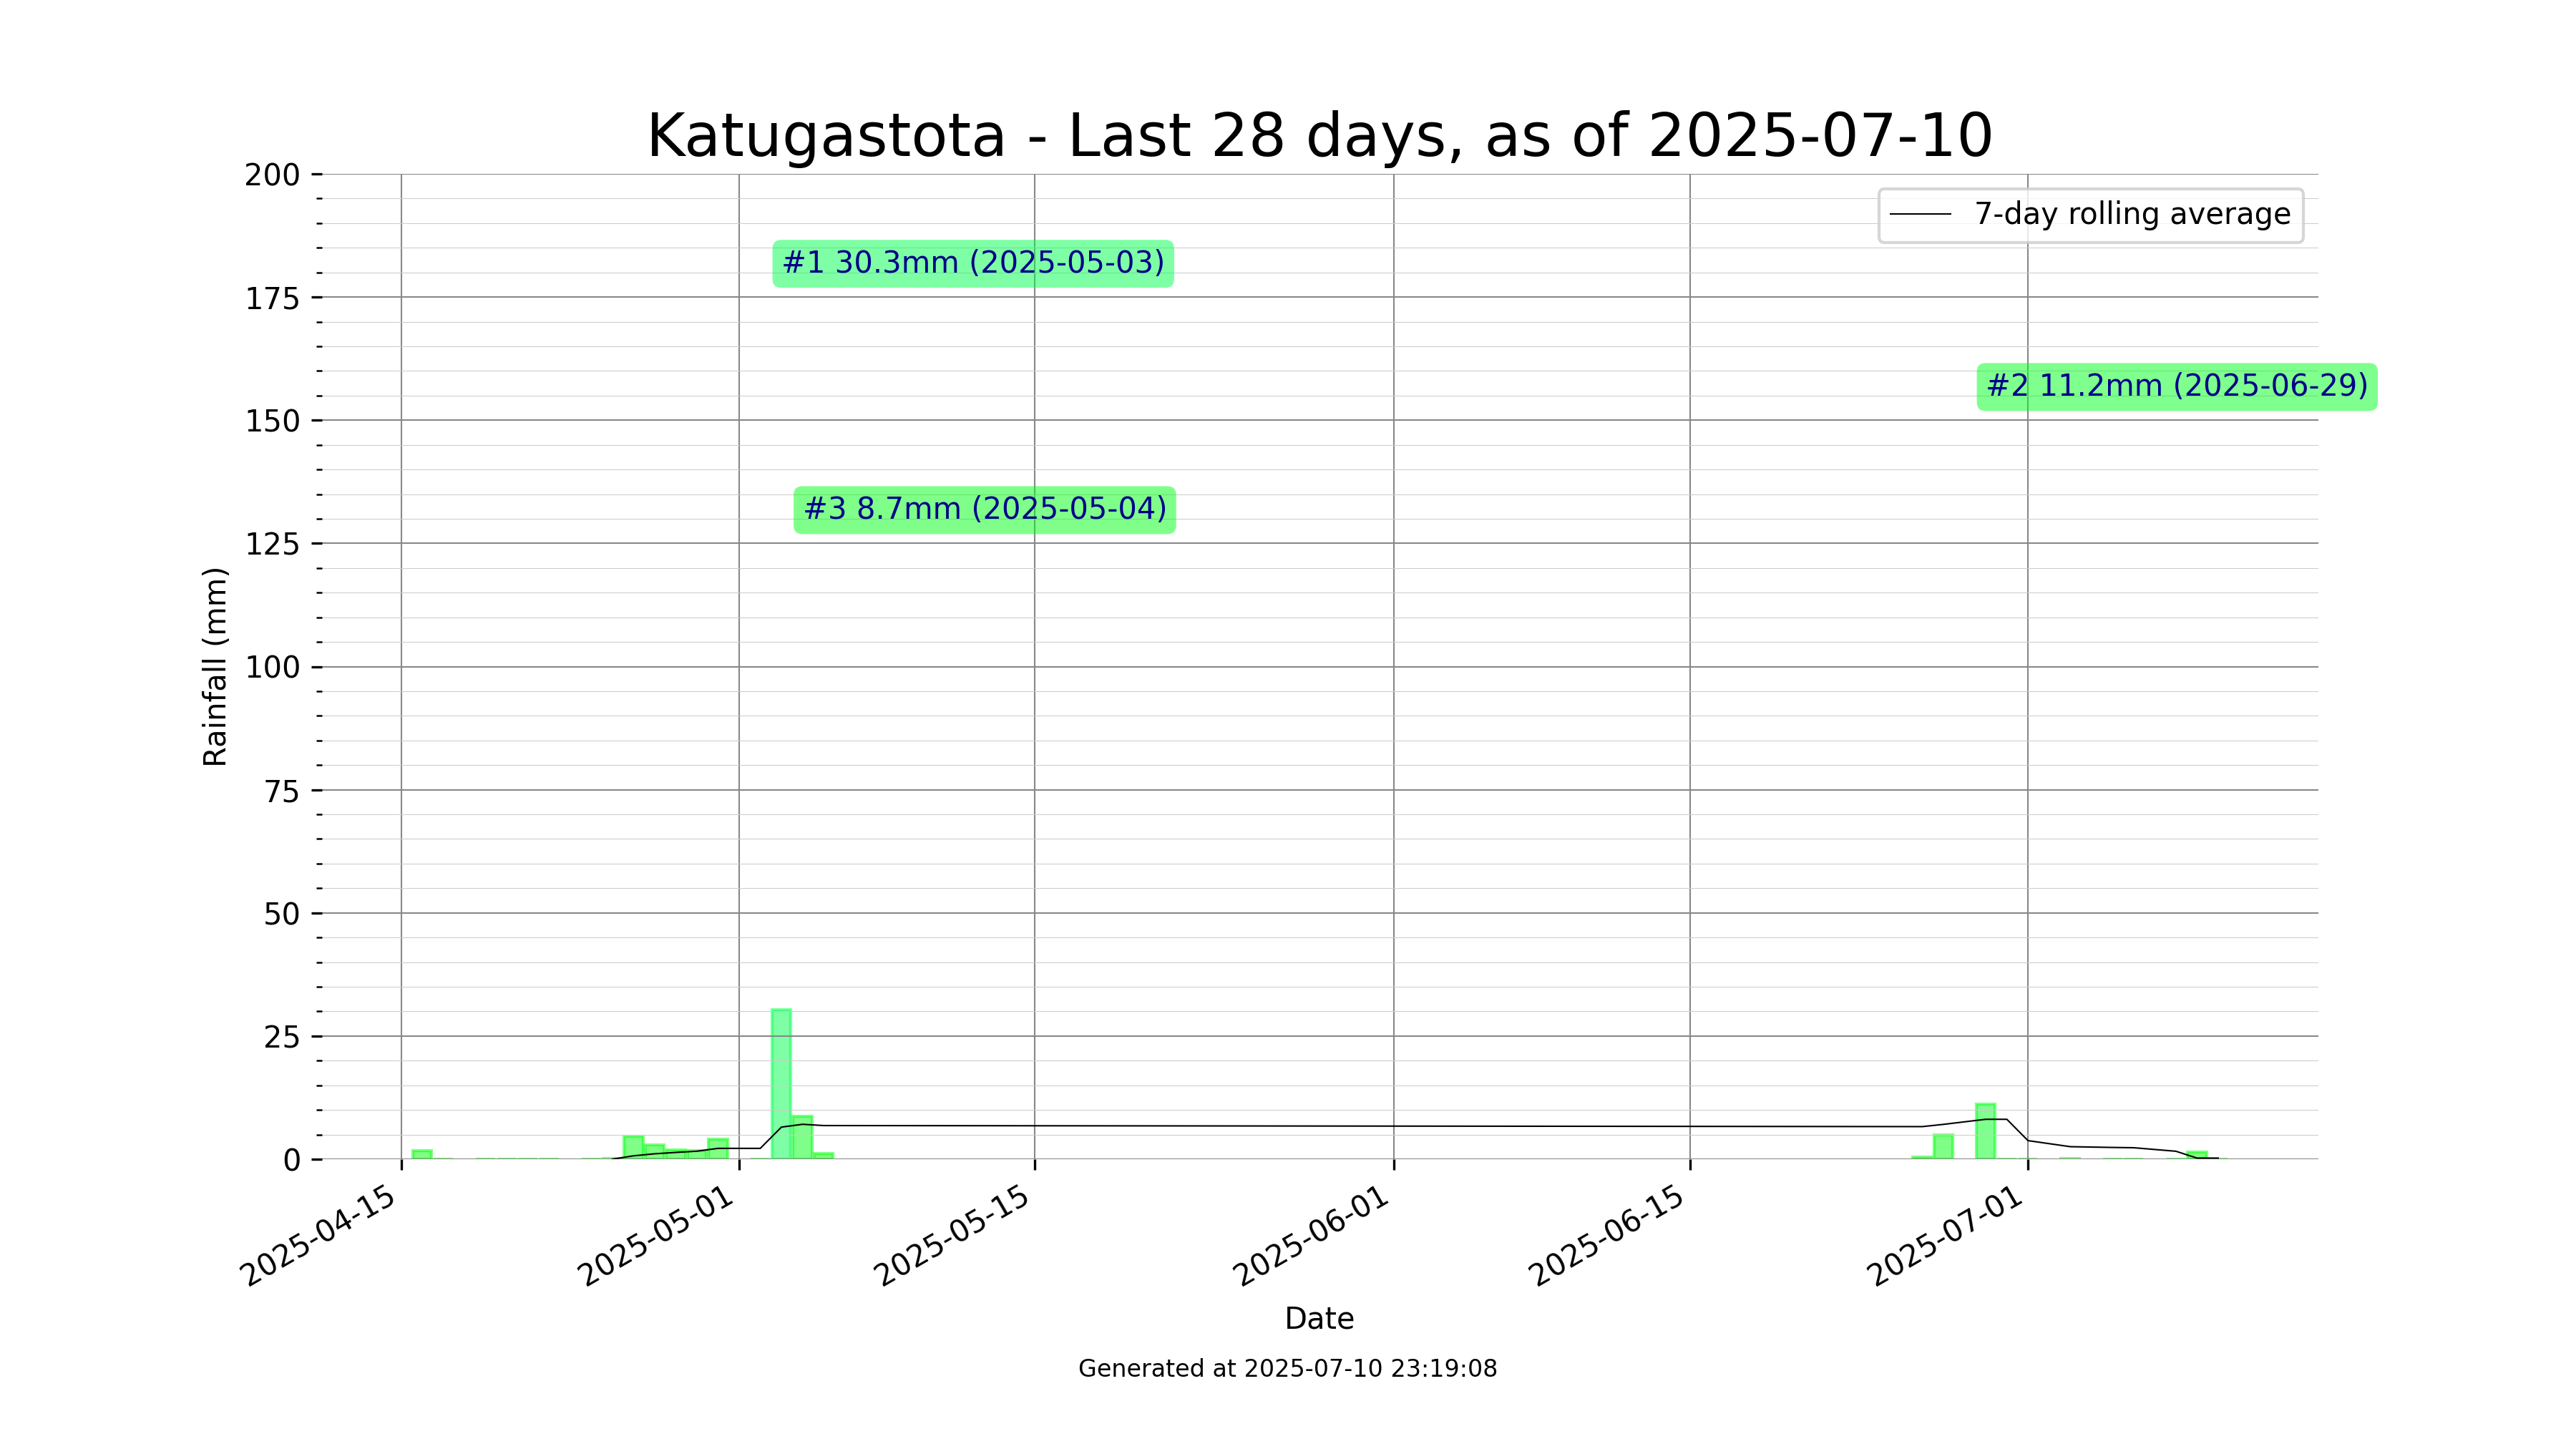 Katugastota - Last 28 days, as of 2025-07-10
200
175
150
125
100
75
50
25
0
Rainfall (mm)
7-day rolling average
#1 30.3mm (2025-05-03)
#2 11.2mm (2025-06-29)
#3 8.7mm (2025-05-04)
2025-04-15
2025-05-01
2025-05-15
2025-06-01
2025-06-15
2025-07-01
Date
Generated at 2025-07-10 23:19:08